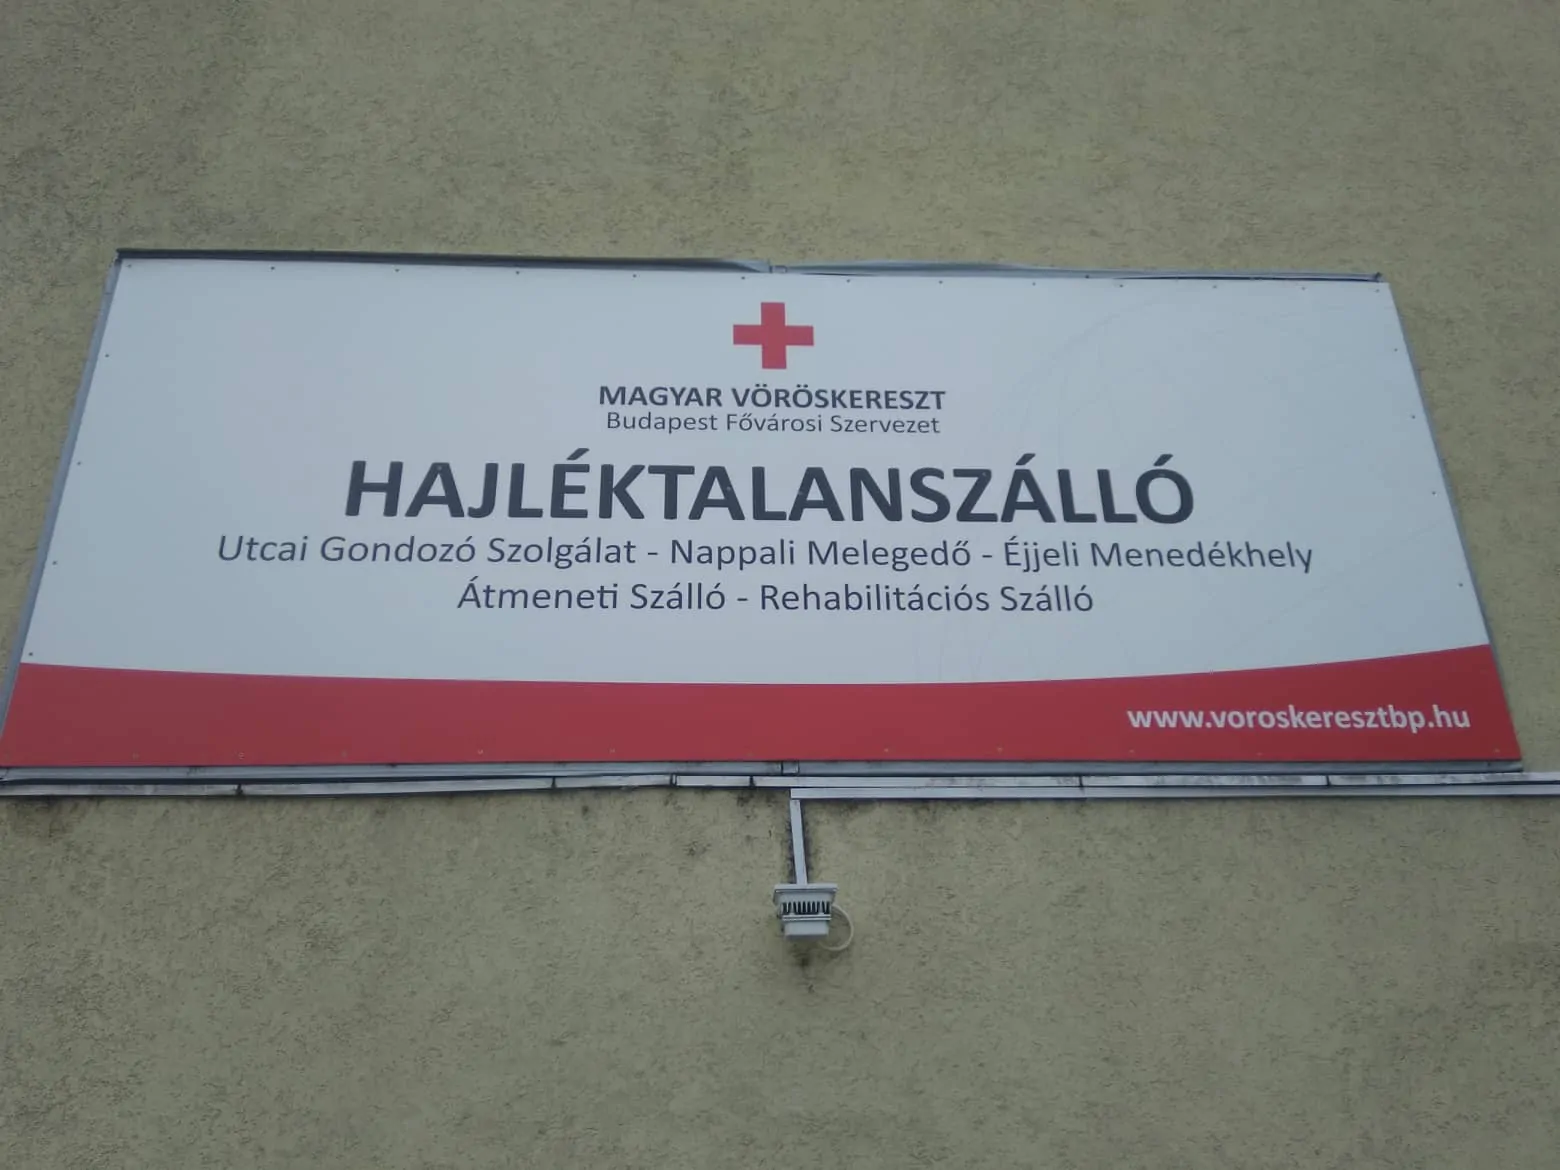 MAGYAR VÖRÖSKERESZT
Budapest Fővárosi Szervezet
HAJLÉKTALANSZÁLLÓ
Utcai Gondozó Szolgálat - Nappali Melegedő - Éjjeli Menedékhely
Átmeneti Szálló - Rehabilitációs Szálló
www.voroskeresztbp.hu